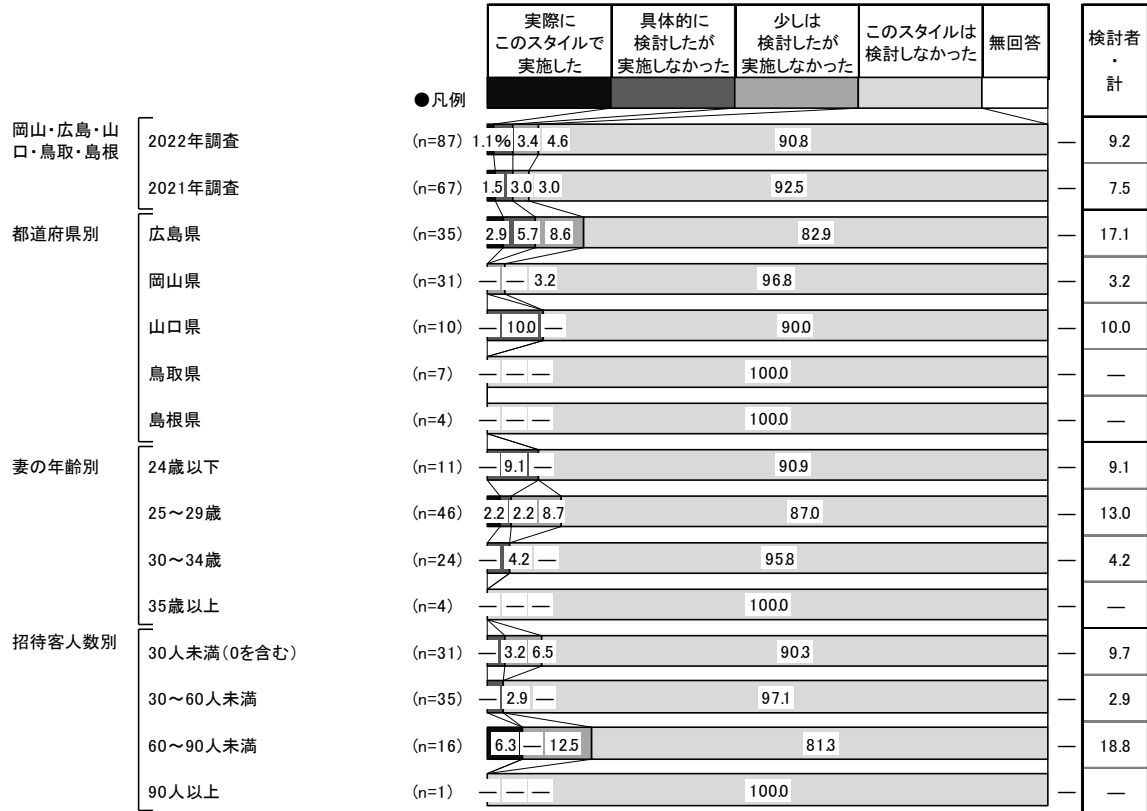 実際に
このスタイルで
実施した
具体的に
検討したが
実施しなかった
少しは
検討したが
実施しなかった
このスタイルは
検討しなかった
無回答
検討者
・
計
●凡例
岡山・広島・山
口・鳥取・島根
2022年調査 (n=87) 1.1% 3.4 4.6 90.8 — 9.2
2021年調査 (n=67) 1.5 3.0 3.0 92.5 — 7.5
都道府県別
広島県 (n=35) 2.9 5.7 8.6 82.9 — 17.1
岡山県 (n=31) — — 3.2 96.8 — 3.2
山口県 (n=10) — 10.0 — 90.0 — 10.0
鳥取県 (n=7) — — — 100.0 — —
島根県 (n=4) — — — 100.0 — —
妻の年齢別
24歳以下 (n=11) — 9.1 — 90.9 — 9.1
25～29歳 (n=46) 2.2 2.2 8.7 87.0 — 13.0
30～34歳 (n=24) — 4.2 — 95.8 — 4.2
35歳以上 (n=4) — — — 100.0 — —
招待客人数別
30人未満(0を含む) (n=31) — 3.2 6.5 90.3 — 9.7
30～60人未満 (n=35) — 2.9 — 97.1 — 2.9
60～90人未満 (n=16) 6.3 — 12.5 81.3 — 18.8
90人以上 (n=1) — — — 100.0 — —